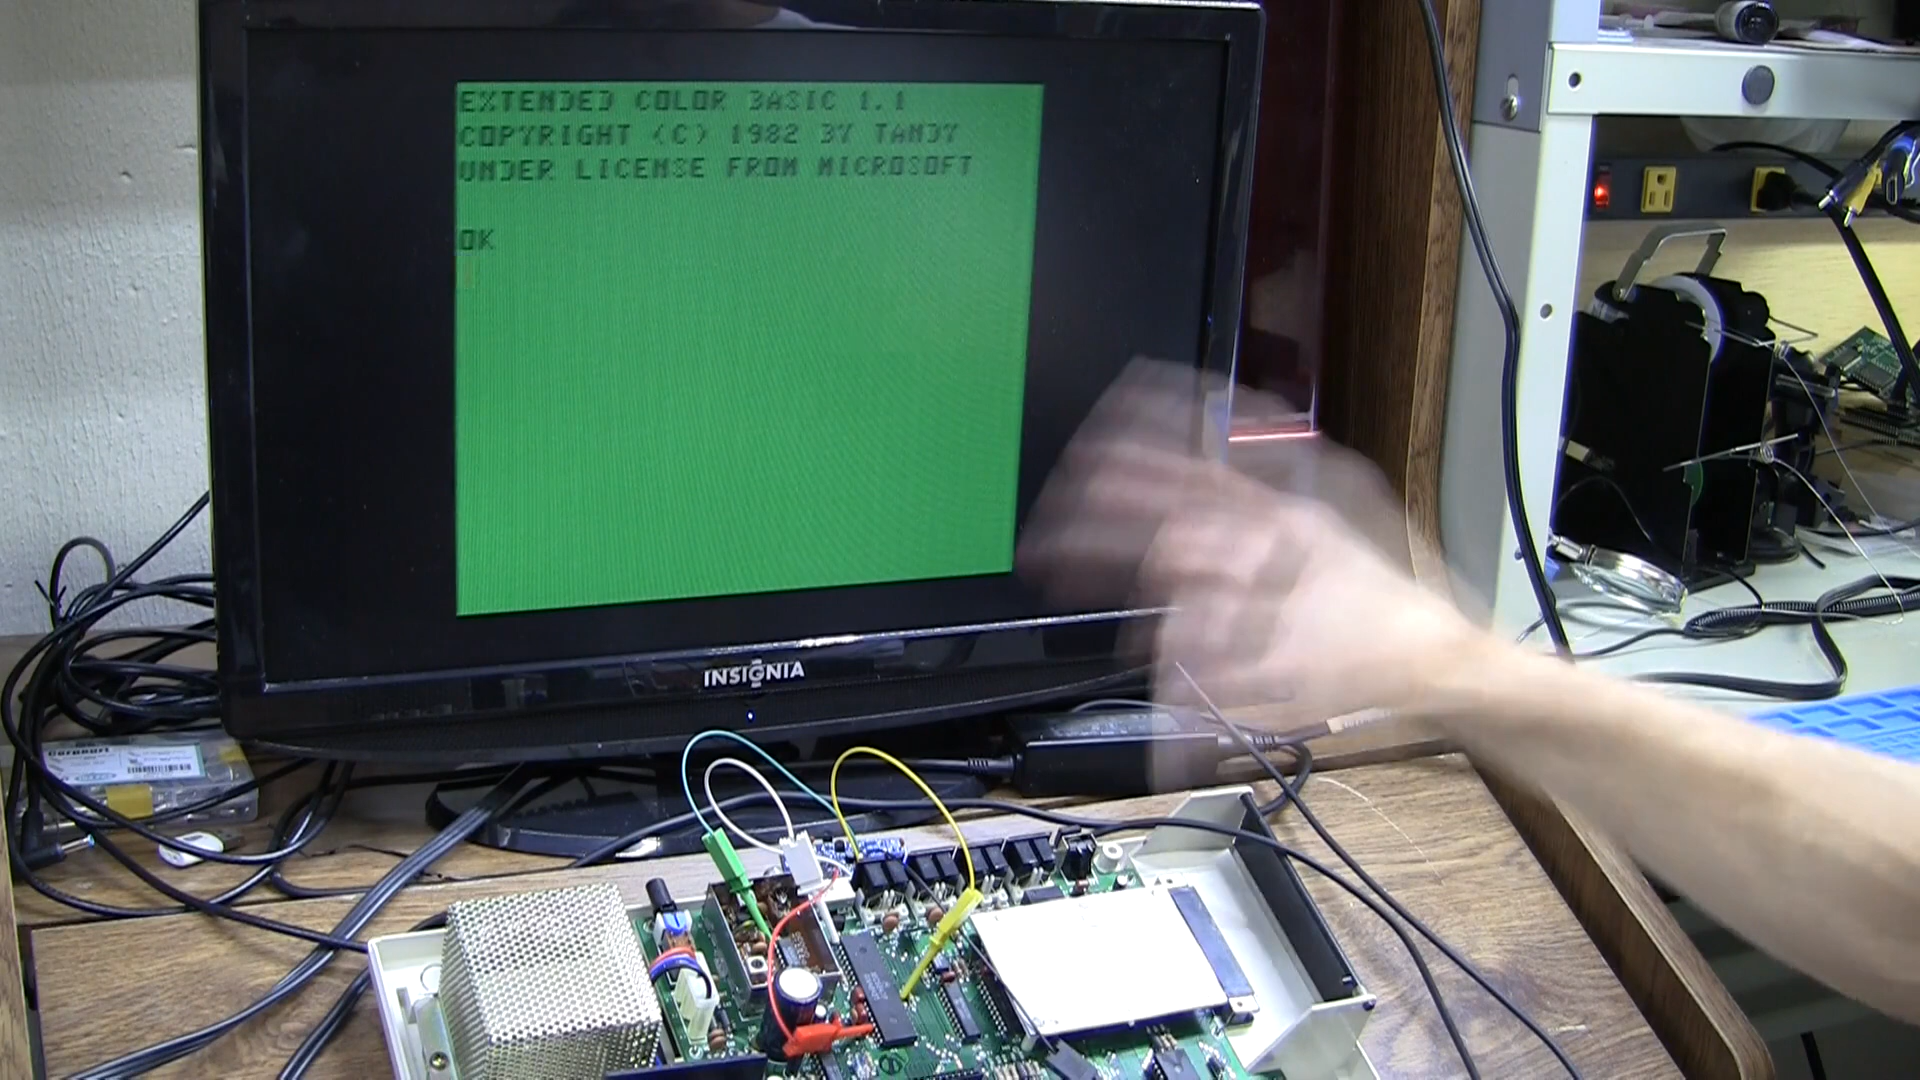 EXTENDED COLOR BASIC 1.1
COPYRIGHT (C) 1982 BY TANDY
UNDER LICENSE FROM MICROSOFT
OK
INSIGNIA